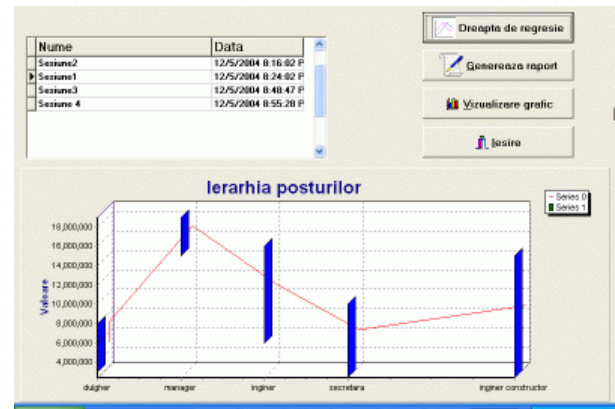 Nume Data
Sesiune2 12/5/2004 8:16:02 P
Sesiune1 12/5/2004 8:24:02 P
Sesiune3 12/5/2004 8:48:47 P
Sesiune 4 12/5/2004 8:55:28 P
Dreapta de regresie
Genereaza raport
Vizualizare grafic
Iesire
Ierarhia posturilor
Series 0
Series 1
Valoare
18,000,000
16,000,000
14,000,000
12,000,000
10,000,000
8,000,000
6,000,000
4,000,000
dulgher manager inginer secretara inginer constructor